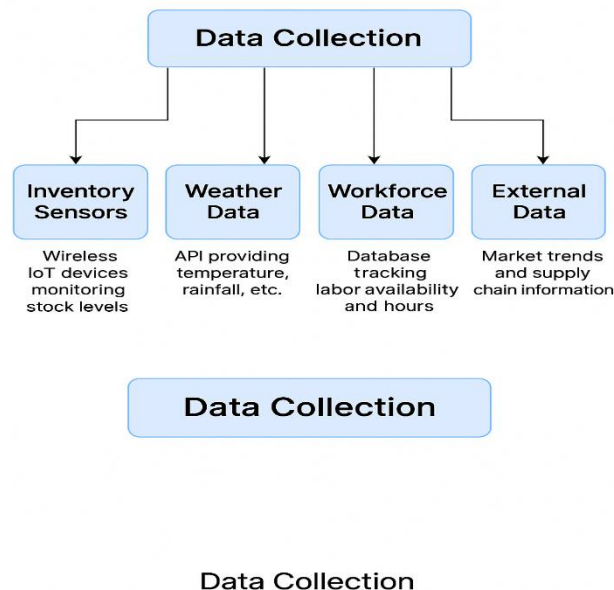 Data Collection
Inventory
Sensors
Weather
Data
Workforce
Data
External
Data
Wireless
IoT devices
monitoring
stock levels
API providing
temperature,
rainfall, etc.
Database
tracking
labor availability
and hours
Market trends
and supply
chain information
Data Collection
Data Collection